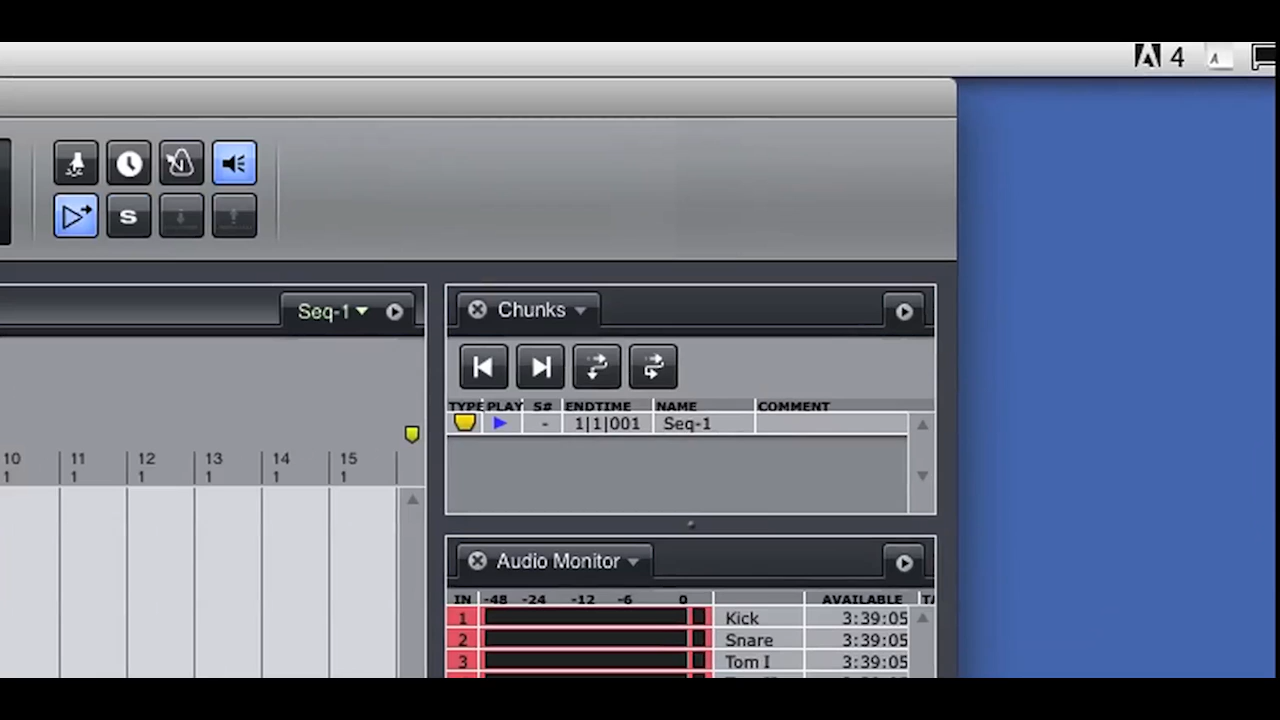 4
S
Seq-1
Chunks
TYPE PLAY S# ENDTIME NAME COMMENT
- 1|1|001 Seq-1
10 11 12 13 14 15
1 1 1 1 1 1
Audio Monitor
IN -48 -24 -12 -6 0 AVAILABLE
1 Kick 3:39:05
2 Snare 3:39:05
3 Tom I 3:39:05